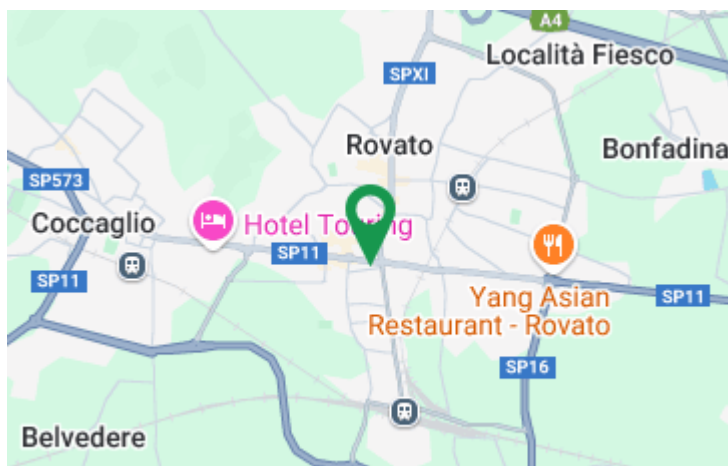 A4
Località Fiesco
SPXI
Rovato
Bonfadina
SP573
Coccaglio
Hotel Touring
SP11
SP11
SP11
Yang Asian
Restaurant - Rovato
SP16
Belvedere